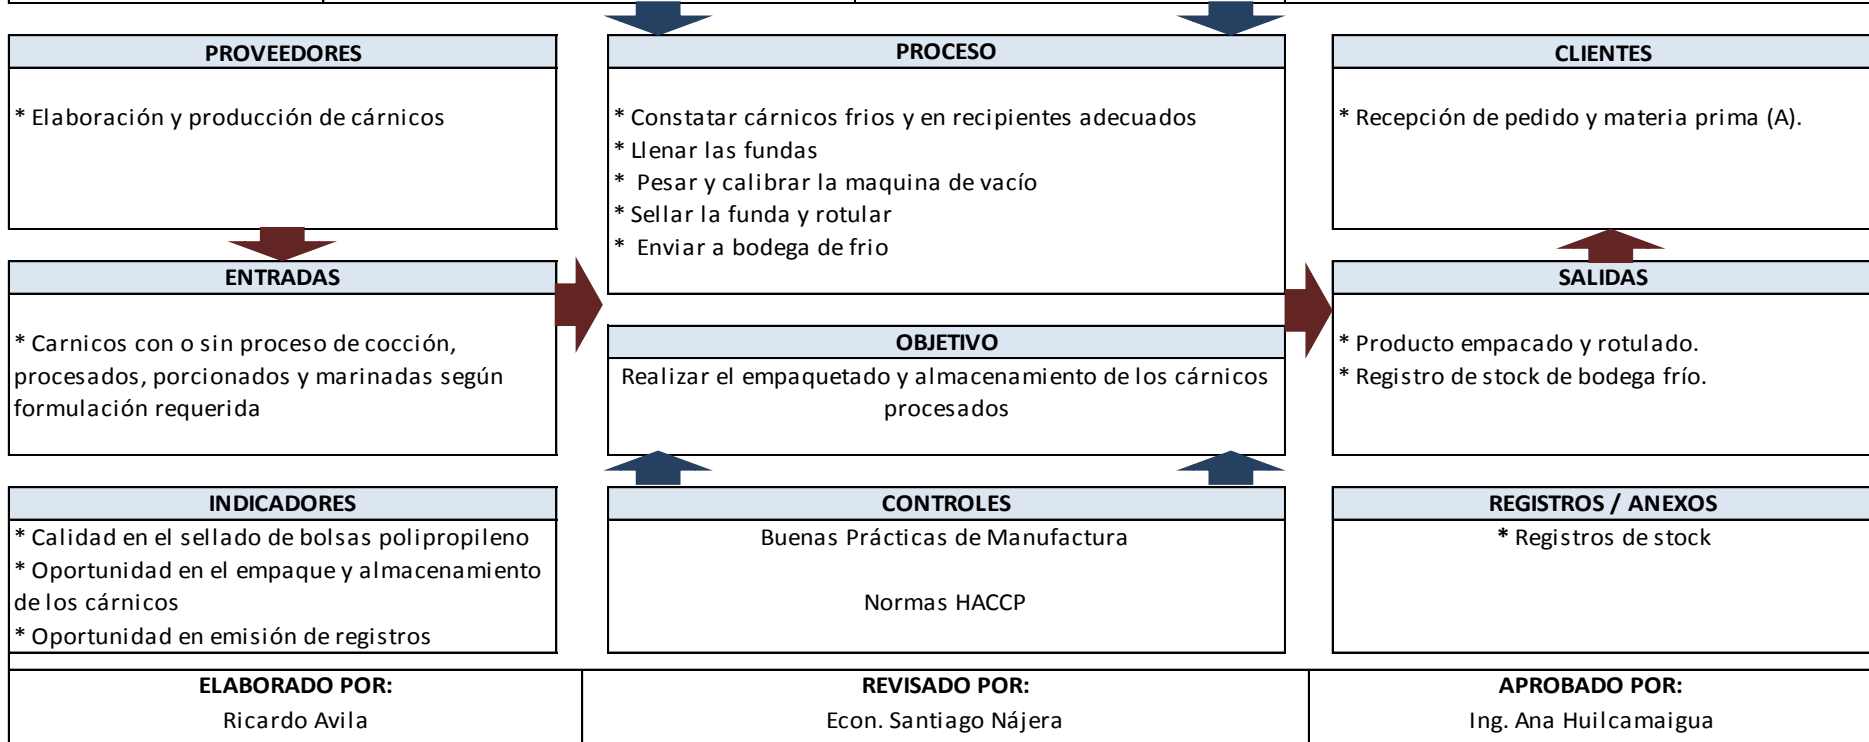 PROVEEDORES
* Elaboración y producción de cárnicos
PROCESO
* Constatar cárnicos frios y en recipientes adecuados
* Llenar las fundas
* Pesar y calibrar la maquina de vacío
* Sellar la funda y rotular
* Enviar a bodega de frio
CLIENTES
* Recepción de pedido y materia prima (A).
ENTRADAS
* Carnicos con o sin proceso de cocción,
procesados, porcionados y marinadas según
formulación requerida
OBJETIVO
Realizar el empaquetado y almacenamiento de los cárnicos
procesados
SALIDAS
* Producto empacado y rotulado.
* Registro de stock de bodega frío.
INDICADORES
* Calidad en el sellado de bolsas polipropileno
* Oportunidad en el empaque y almacenamiento
de los cárnicos
* Oportunidad en emisión de registros
CONTROLES
Buenas Prácticas de Manufactura
Normas HACCP
REGISTROS / ANEXOS
* Registros de stock
ELABORADO POR:
Ricardo Avila
REVISADO POR:
Econ. Santiago Nájera
APROBADO POR:
Ing. Ana Huilcamaigua